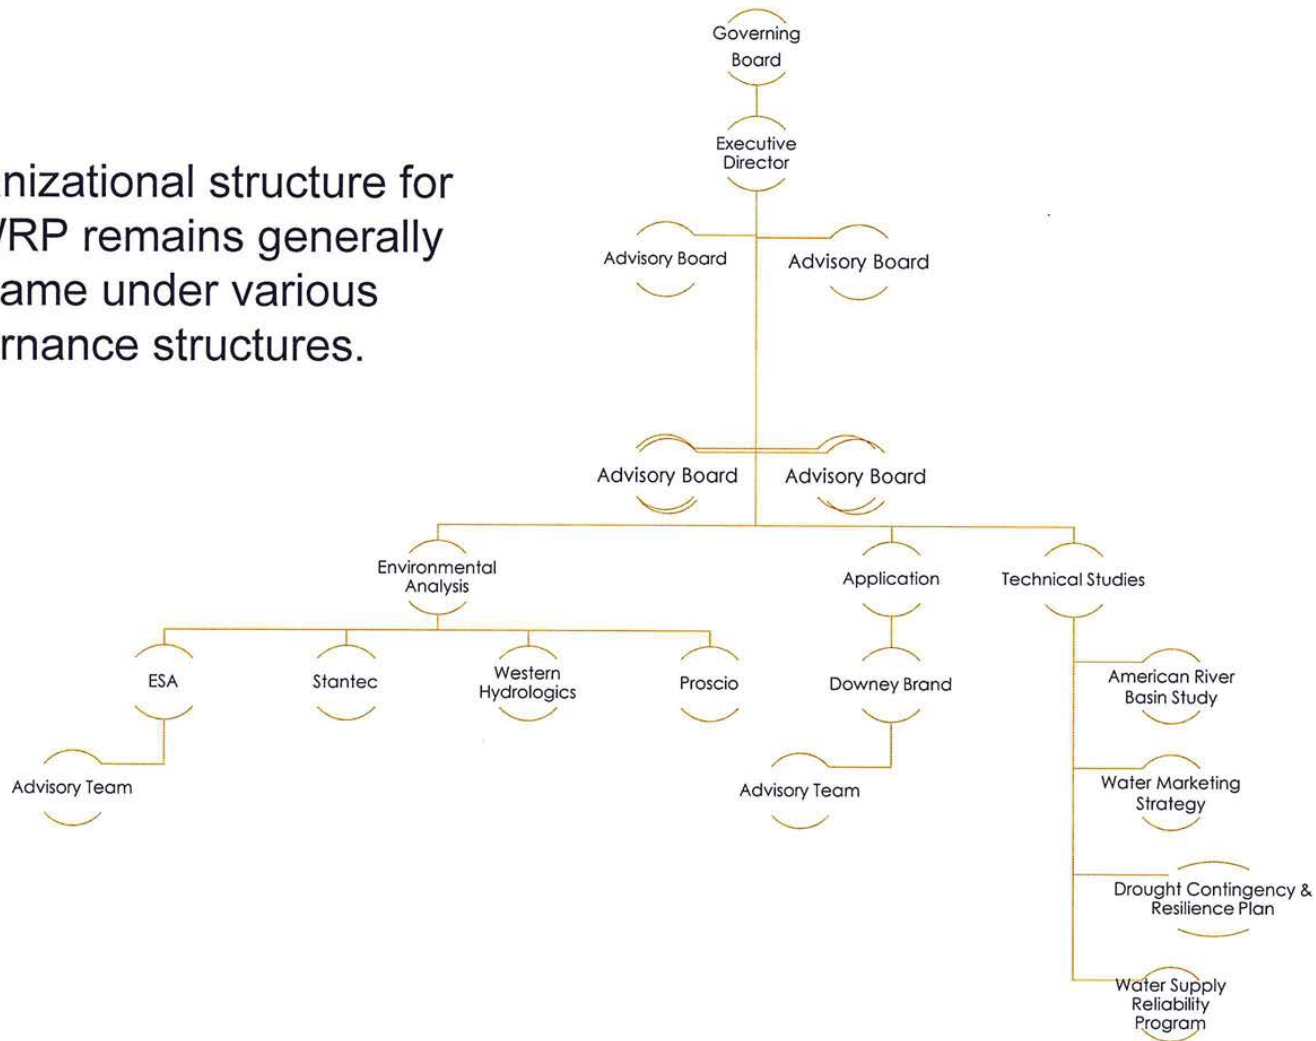 Governing
Board
Executive
Director
nizational structure for
RP remains generally
ame under various
rnance structures.
Advisory Board
Advisory Board
Advisory Board
Advisory Board
Environmental
Analysis
Application
Technical Studies
ESA
Stantec
Western
Hydrologics
Proscio
Downey Brand
American River
Basin Study
Advisory Team
Advisory Team
Water Marketing
Strategy
Drought Contingency &
Resilience Plan
Water Supply
Reliability
Program